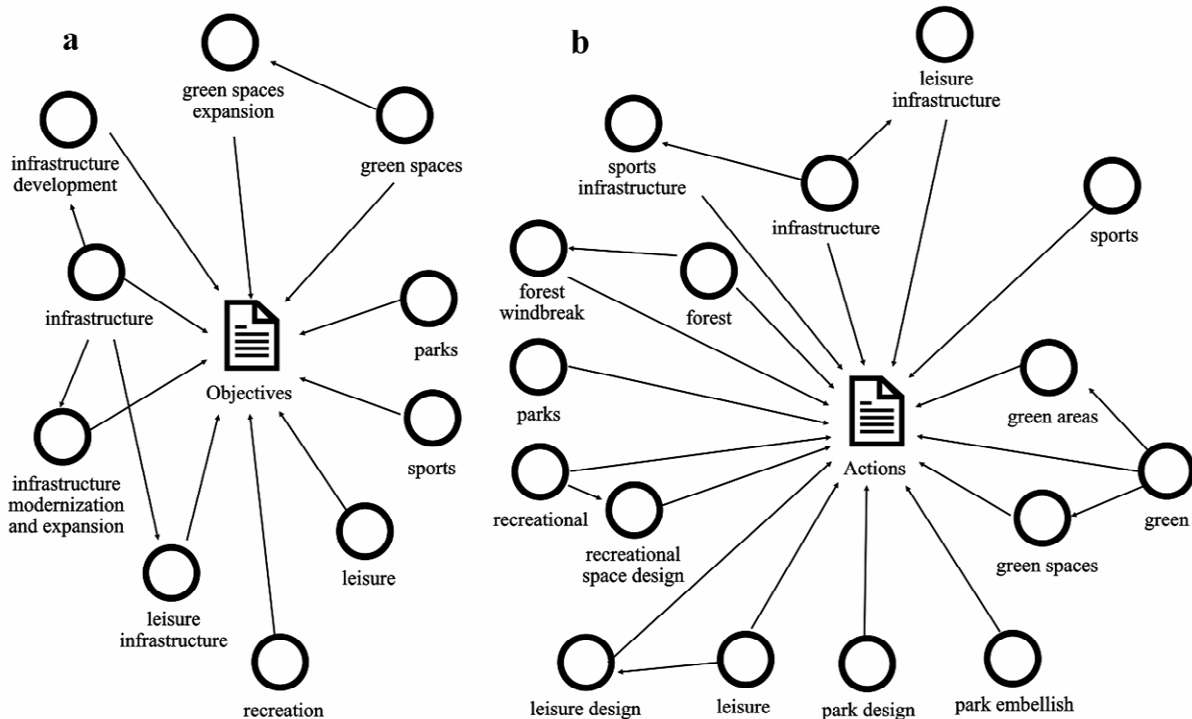 a
green spaces
expansion
green spaces
infrastructure
development
infrastructure
parks
Objectives
sports
infrastructure
modernization
and expansion
leisure
leisure
infrastructure
recreation
b
leisure
infrastructure
sports
infrastructure
infrastructure
sports
forest
windbreak
forest
parks
green areas
Actions
recreational
green
recreational
space design
green spaces
leisure design
leisure
park design
park embellish